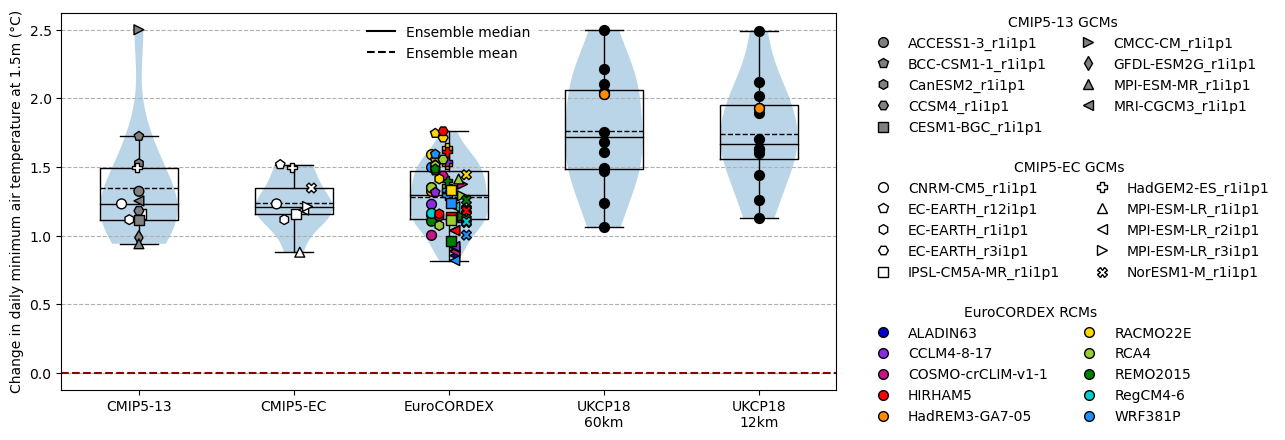 Change in daily minimum air temperature at 1.5m (°C)
2.5
2.0
1.5
1.0
0.5
0.0
Ensemble median
Ensemble mean
CMIP5-13
CMIP5-EC
EuroCORDEX
UKCP18
60km
UKCP18
12km
CMIP5-13 GCMs
ACCESS1-3_r1i1p1
BCC-CSM1-1_r1i1p1
CanESM2_r1i1p1
CCSM4_r1i1p1
CESM1-BGC_r1i1p1
CMCC-CM_r1i1p1
GFDL-ESM2G_r1i1p1
MPI-ESM-MR_r1i1p1
MRI-CGCM3_r1i1p1
CMIP5-EC GCMs
CNRM-CM5_r1i1p1
EC-EARTH_r12i1p1
EC-EARTH_r1i1p1
EC-EARTH_r3i1p1
IPSL-CM5A-MR_r1i1p1
HadGEM2-ES_r1i1p1
MPI-ESM-LR_r1i1p1
MPI-ESM-LR_r2i1p1
MPI-ESM-LR_r3i1p1
NorESM1-M_r1i1p1
EuroCORDEX RCMs
ALADIN63
CCLM4-8-17
COSMO-crCLIM-v1-1
HIRHAM5
HadREM3-GA7-05
RACMO22E
RCA4
REMO2015
RegCM4-6
WRF381P